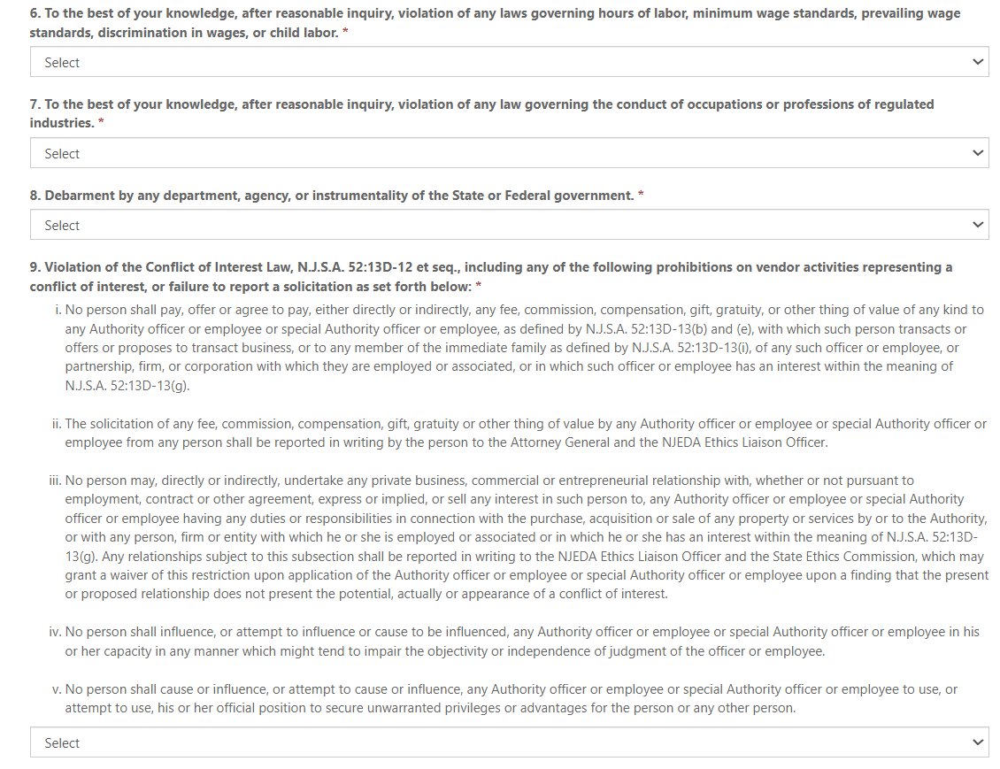 6. To the best of your knowledge, after reasonable inquiry, violation of any laws governing hours of labor, minimum wage standards, prevailing wage
standards, discrimination in wages, or child labor. *
Select
7. To the best of your knowledge, after reasonable inquiry, violation of any law governing the conduct of occupations or professions of regulated
industries. *
Select
8. Debarment by any department, agency, or instrumentality of the State or Federal government. *
Select
9. Violation of the Conflict of Interest Law, N.J.S.A. 52:13D-12 et seq., including any of the following prohibitions on vendor activities representing a
conflict of interest, or failure to report a solicitation as set forth below: *
i. No person shall pay, offer or agree to pay, either directly or indirectly, any fee, commission, compensation, gift, gratuity, or other thing of value of any kind to
any Authority officer or employee or special Authority officer or employee, as defined by N.J.S.A. 52:13D-13(b) and (e), with which such person transacts or
offers or proposes to transact business, or to any member of the immediate family as defined by N.J.S.A. 52:13D-13(i), of any such officer or employee, or
partnership, firm, or corporation with which they are employed or associated, or in which such officer or employee has an interest within the meaning of
N.J.S.A. 52:13D-13(g).
ii. The solicitation of any fee, commission, compensation, gift, gratuity or other thing of value by any Authority officer or employee or special Authority officer or
employee from any person shall be reported in writing by the person to the Attorney General and the NJEDA Ethics Liaison Officer.
iii. No person may, directly or indirectly, undertake any private business, commercial or entrepreneurial relationship with, whether or not pursuant to
employment, contract or other agreement, express or implied, or sell any interest in such person to, any Authority officer or employee or special Authority
officer or employee having any duties or responsibilities in connection with the purchase, acquisition or sale of any property or services by or to the Authority,
or with any person, firm or entity with which he or she is employed or associated or in which he or she has an interest within the meaning of N.J.S.A. 52:13D-
13(g). Any relationships subject to this subsection shall be reported in writing to the NJEDA Ethics Liaison Officer and the State Ethics Commission, which may
grant a waiver of this restriction upon application of the Authority officer or employee or special Authority officer or employee upon a finding that the present
or proposed relationship does not present the potential, actually or appearance of a conflict of interest.
iv. No person shall influence, or attempt to influence or cause to be influenced, any Authority officer or employee or special Authority officer or employee in his
or her capacity in any manner which might tend to impair the objectivity or independence of judgment of the officer or employee.
v. No person shall cause or influence, or attempt to cause or influence, any Authority officer or employee or special Authority officer or employee to use, or
attempt to use, his or her official position to secure unwarranted privileges or advantages for the person or any other person.
Select